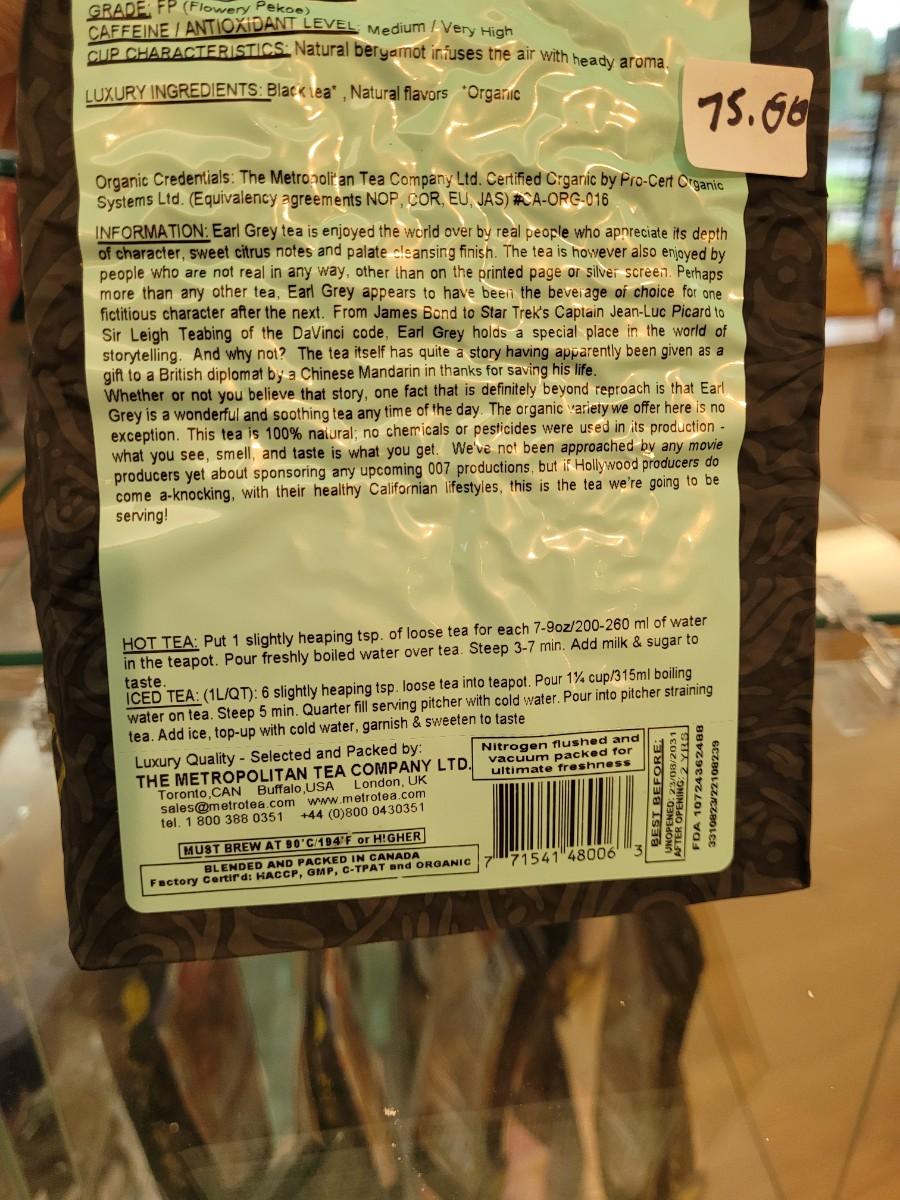 GRADE: FP (Flowery Pekoe)
CAFFEINE / ANTIOXIDANT LEVEL: Medium / Very High
CUP CHARACTERISTICS: Natural bergamot infuses the air with heady aroma.
LUXURY INGREDIENTS: Black tea* , Natural flavors *Organic
75.00
Organic Credentials: The Metropolitan Tea Company Ltd. Certified Organic by Pro-Cert Organic
Systems Ltd. (Equivalency agreements NOP, COR, EU, JAS) #CA-ORG-016
INFORMATION: Earl Grey tea is enjoyed the world over by real people who appreciate its depth
of character, sweet citrus notes and palate cleansing finish. The tea is however also enjoyed by
people who are not real in any way, other than on the printed page or silver screen. Perhaps
more than any other tea, Earl Grey appears to have been the beverage of choice for one
fictitious character after the next. From James Bond to Star Trek's Captain Jean-Luc Picard to
Sir Leigh Teabing of the DaVinci code, Earl Grey holds a special place in the world of
storytelling. And why not? The tea itself has quite a story having apparently been given as a
gift to a British diplomat by a Chinese Mandarin in thanks for saving his life.
Whether or not you believe that story, one fact that is definitely beyond reproach is that Earl
Grey is a wonderful and soothing tea any time of the day. The organic variety we offer here is no
exception. This tea is 100% natural; no chemicals or pesticides were used in its production -
what you see, smell, and taste is what you get. We've not been approached by any movie
producers yet about sponsoring any upcoming 007 productions, but if Hollywood producers do
come a-knocking, with their healthy Californian lifestyles, this is the tea we're going to be
serving!
HOT TEA: Put 1 slightly heaping tsp. of loose tea for each 7-9oz/200-260 ml of water
in the teapot. Pour freshly boiled water over tea. Steep 3-7 min. Add milk & sugar to
taste.
ICED TEA: (1L/QT): 6 slightly heaping tsp. loose tea into teapot. Pour 1¼ cup/315ml boiling
water on tea. Steep 5 min. Quarter fill serving pitcher with cold water. Pour into pitcher straining
tea. Add ice, top-up with cold water, garnish & sweeten to taste
Luxury Quality - Selected and Packed by:
THE METROPOLITAN TEA COMPANY LTD.
Toronto,CAN Buffalo,USA London, UK
sales@metrotea.com www.metrotea.com
tel. 1 800 388 0351 +44 (0)800 0430351
MUST BREW AT 90°C/194°F or HIGHER
BLENDED AND PACKED IN CANADA
Factory Certif'd: HACCP, GMP, C-TPAT and ORGANIC
Nitrogen flushed and
vacuum packed for
ultimate freshness
7 71541 48006 3
BEST BEFORE:
UNOPENED: 23/08/2031
AFTER OPENING: 2 YRS
FDA 10724362488
3310823/22108239